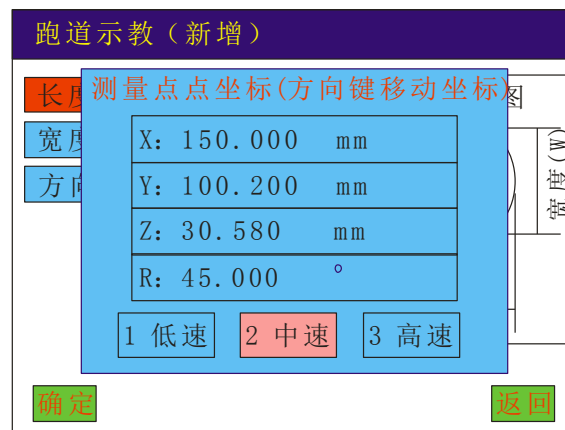 跑道示教（新增）
测量点点坐标(方向键移动坐标)
长度
图
X: 150.000 mm
宽度
Y: 100.200 mm
宽度(W)
方向
Z: 30.580 mm
R: 45.000 °
1 低速 2 中速 3 高速
确定 返回